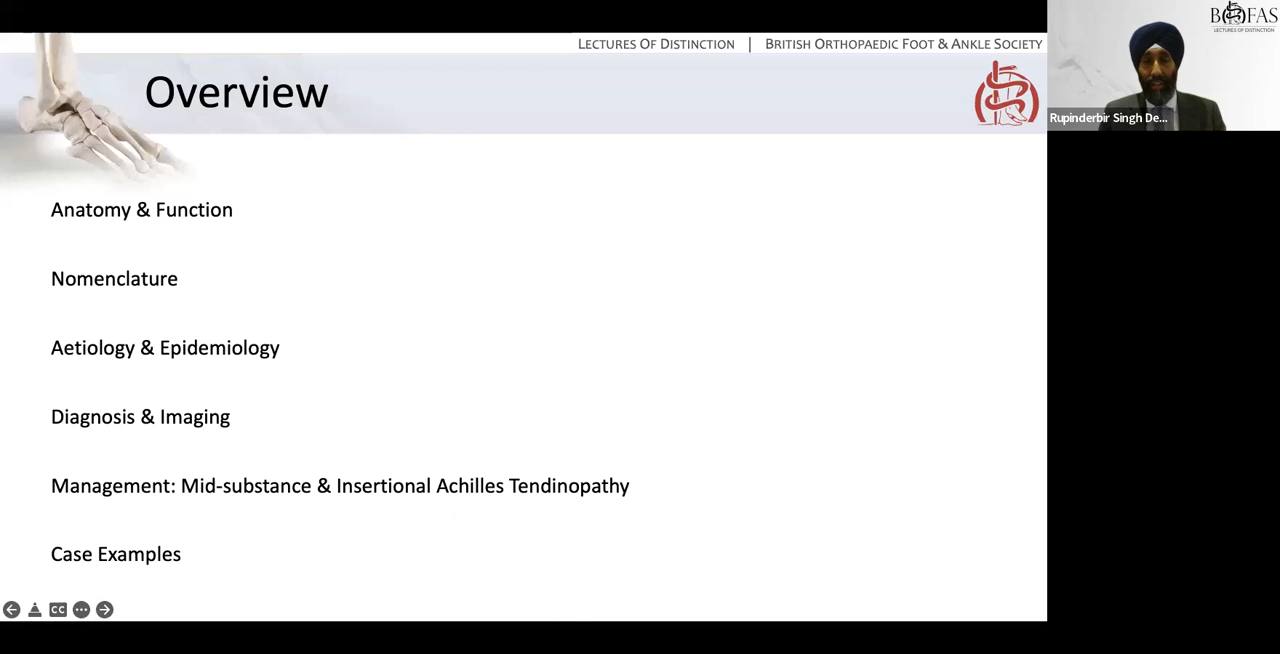 LECTURES OF DISTINCTION | BRITISH ORTHOPAEDIC FOOT & ANKLE SOCIETY
BOFAS
LECTURES OF DISTINCTION
Rupinderbir Singh De...
Overview
Anatomy & Function
Nomenclature
Aetiology & Epidemiology
Diagnosis & Imaging
Management: Mid-substance & Insertional Achilles Tendinopathy
Case Examples
CC